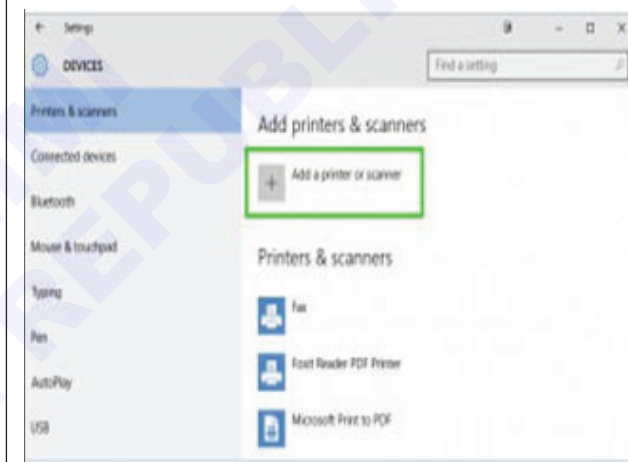 Settings
DEVICES
Find a setting
Printers & scanners
Connected devices
Bluetooth
Mouse & touchpad
Typing
Pen
AutoPlay
USB
Add printers & scanners
Add a printer or scanner
Printers & scanners
Fax
Foxit Reader PDF Printer
Microsoft Print to PDF